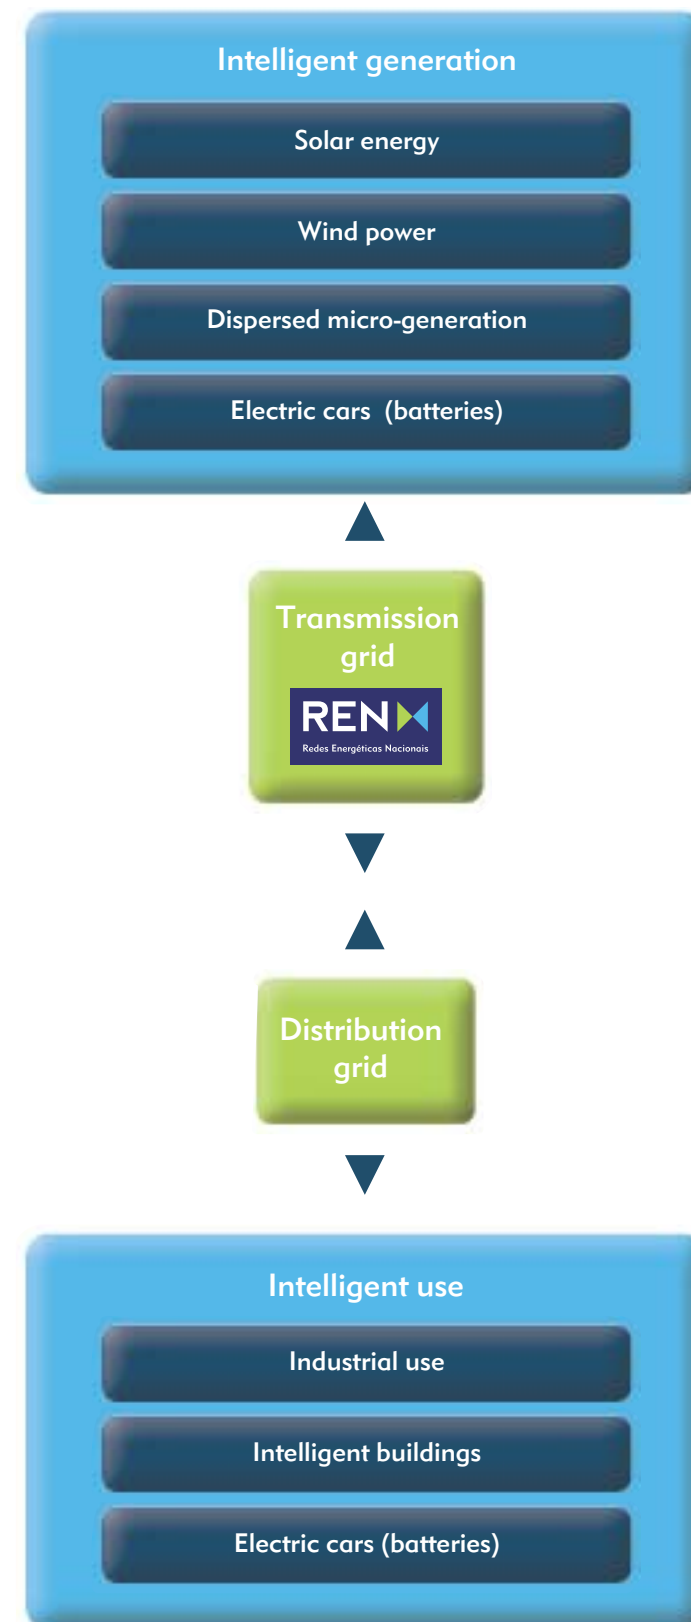 Intelligent generation
Solar energy
Wind power
Dispersed micro-generation
Electric cars (batteries)
Transmission
grid
REN
Redes Energéticas Nacionais
Distribution
grid
Intelligent use
Industrial use
Intelligent buildings
Electric cars (batteries)